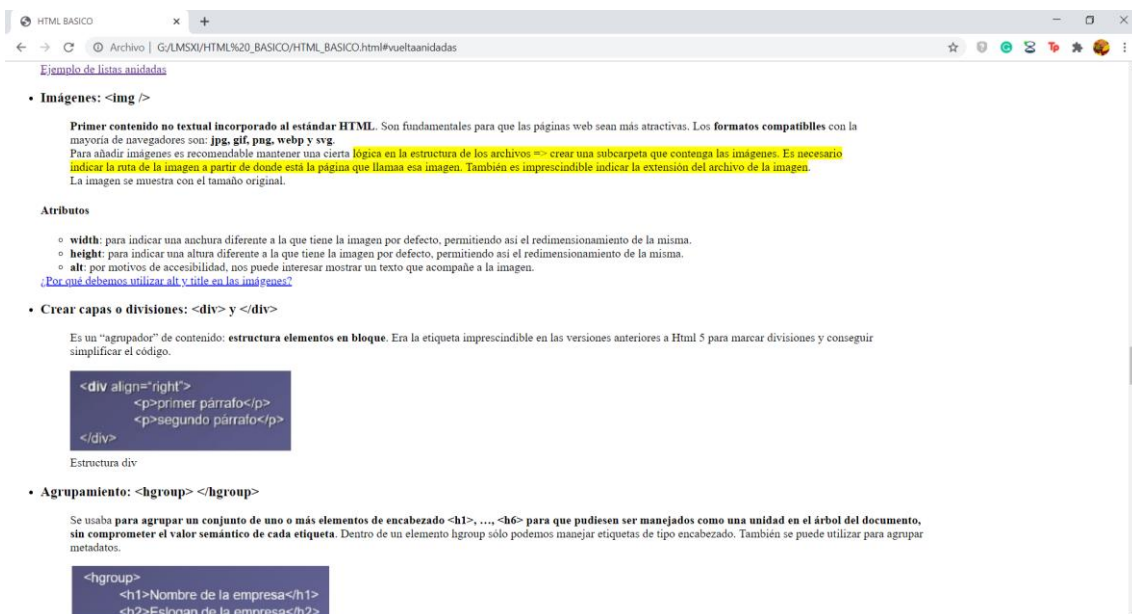 HTML BASICO
Archivo | G:/LMSXI/HTML%20_BASICO/HTML_BASICO.html#vueltaanidadas
Ejemplo de listas anidadas
• Imágenes: <img />
Primer contenido no textual incorporado al estándar HTML. Son fundamentales para que las páginas web sean más atractivas. Los formatos compatiblles con la
mayoría de navegadores son: jpg, gif, png, webp y svg.
Para añadir imágenes es recomendable mantener una cierta lógica en la estructura de los archivos => crear una subcarpeta que contenga las imágenes. Es necesario
indicar la ruta de la imagen a partir de donde está la página que llamaa esa imagen. También es imprescindible indicar la extensión del archivo de la imagen.
La imagen se muestra con el tamaño original.
Atributos
◦ width: para indicar una anchura diferente a la que tiene la imagen por defecto, permitiendo así el redimensionamiento de la misma.
◦ height: para indicar una altura diferente a la que tiene la imagen por defecto, permitiendo así el redimensionamiento de la misma.
◦ alt: por motivos de accesibilidad, nos puede interesar mostrar un texto que acompañe a la imagen.
¿Por qué debemos utilizar alt y title en las imágenes?
• Crear capas o divisiones: <div> y </div>
Es un “agrupador” de contenido: estructura elementos en bloque. Era la etiqueta imprescindible en las versiones anteriores a Html 5 para marcar divisiones y conseguir
simplificar el código.
<div align="right">
<p>primer párrafo</p>
<p>segundo párrafo</p>
</div>
Estructura div
• Agrupamiento: <hgroup> </hgroup>
Se usaba para agrupar un conjunto de uno o más elementos de encabezado <h1>, …, <h6> para que pudiesen ser manejados como una unidad en el árbol del documento,
sin comprometer el valor semántico de cada etiqueta. Dentro de un elemento hgroup sólo podemos manejar etiquetas de tipo encabezado. También se puede utilizar para agrupar
metadatos.
<hgroup>
<h1>Nombre de la empresa</h1>
<h2>Eslogan de la empresa</h2>